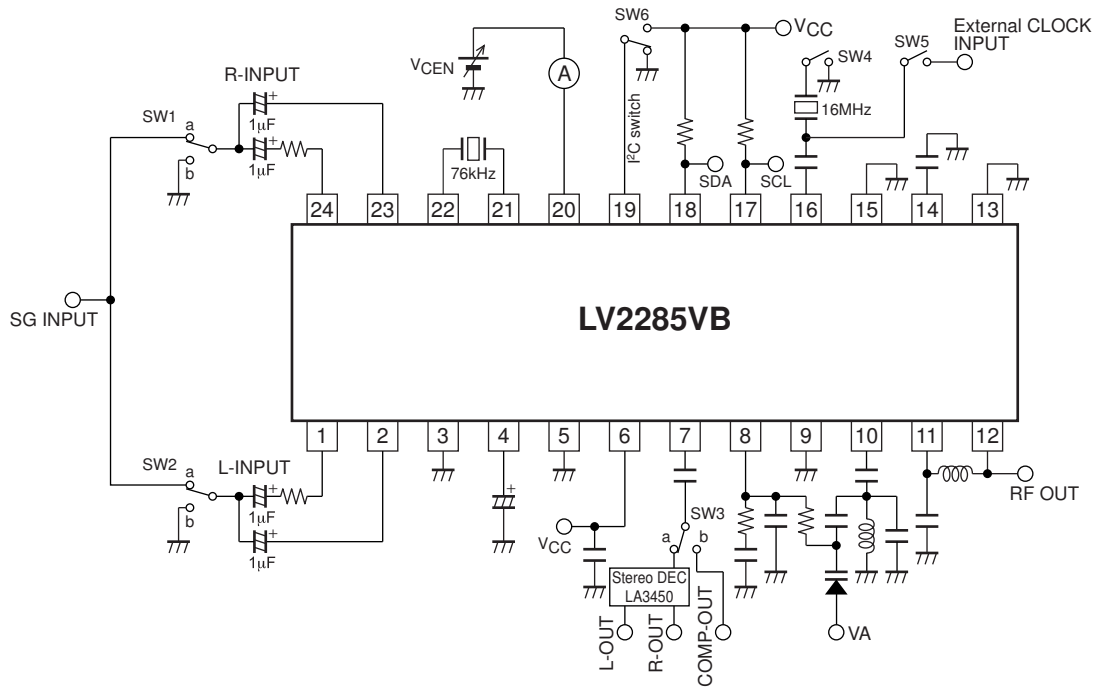 SW6
VCC
External CLOCK
INPUT
SW5
SW4
VCEN
A
R-INPUT
SW1
a
b
+
1μF
+
1μF
76kHz
I²C switch
16MHz
SDA
SCL
24
23
22
21
20
19
18
17
16
15
14
13
SG INPUT
LV2285VB
1
2
3
4
5
6
7
8
9
10
11
12
SW2
a
b
L-INPUT
+
1μF
+
1μF
+
RF OUT
VCC
SW3
a
b
Stereo DEC
LA3450
L-OUT
R-OUT
COMP-OUT
VA